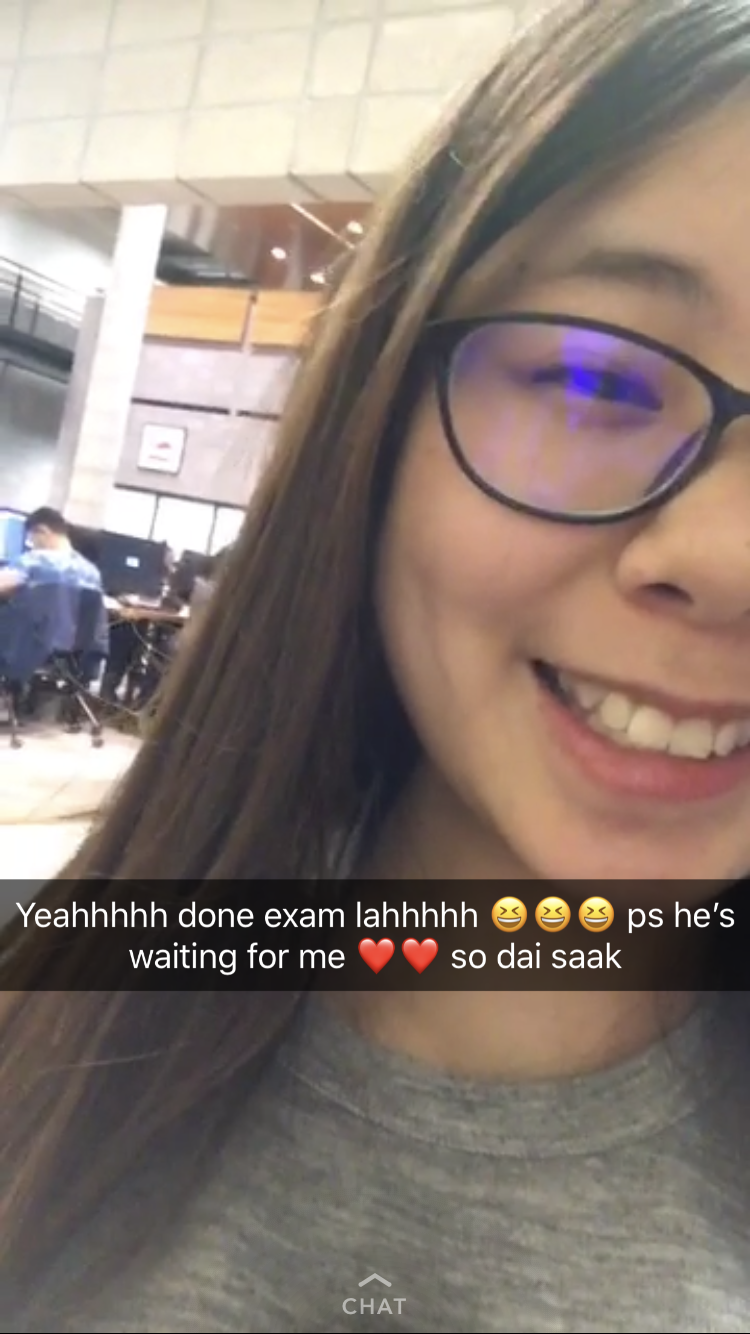 Yeahhhhh done exam lahhhhh 😆😆😆 ps he’s
waiting for me ❤️❤️ so dai saak
CHAT